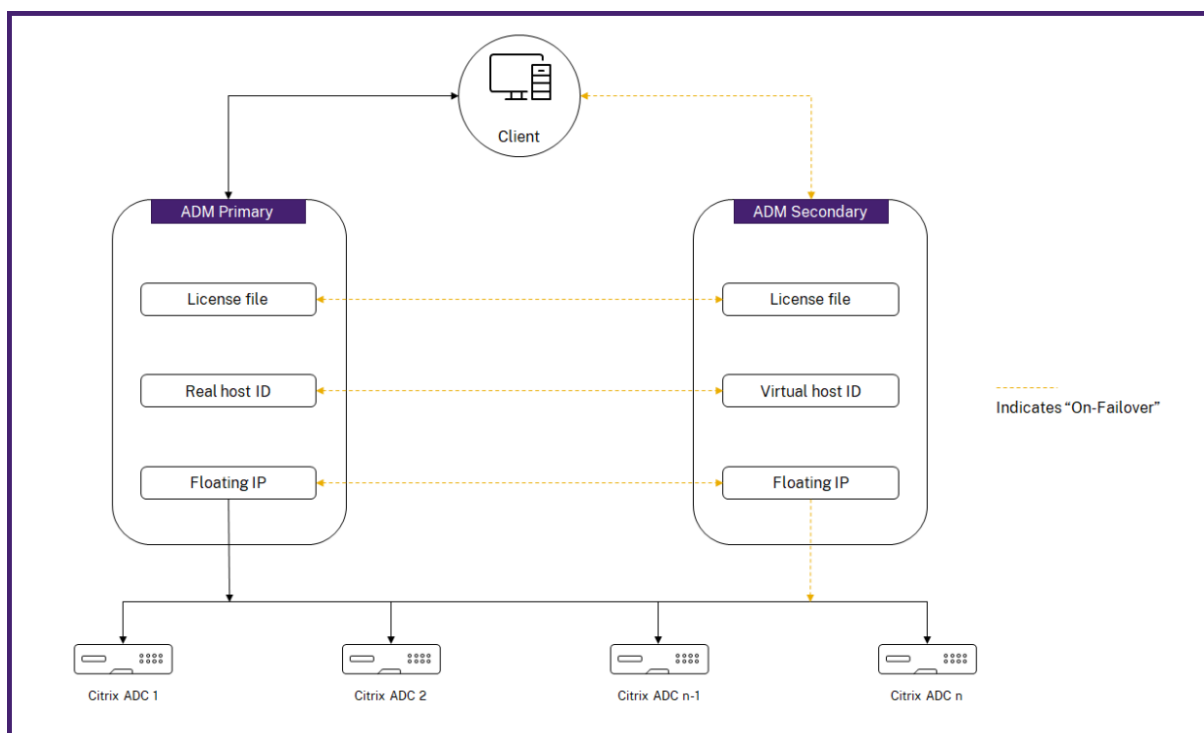 Client
ADM Primary
ADM Secondary
License file
License file
Real host ID
Virtual host ID
Indicates “On-Failover”
Floating IP
Floating IP
Citrix ADC 1
Citrix ADC 2
Citrix ADC n-1
Citrix ADC n